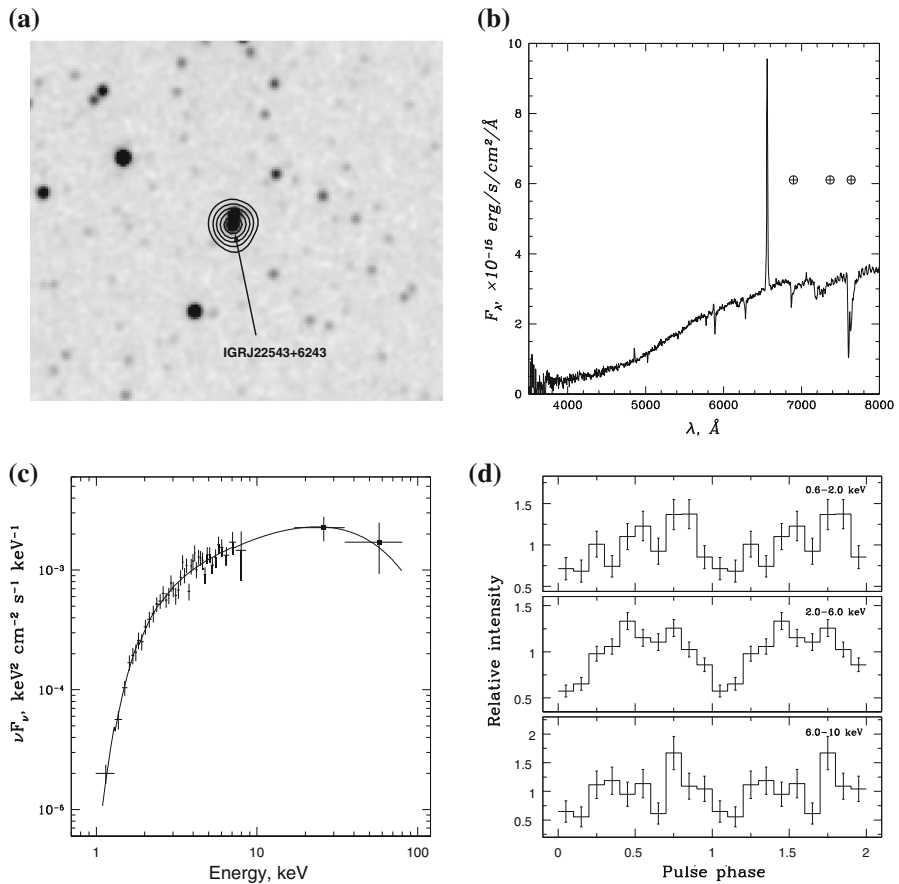 (a)
IGRJ22543+6243
(b)
F_λ, ×10⁻¹⁵ erg/s/cm²/Å
10
8
6
4
2
0
⊕ ⊕ ⊕
4000 5000 6000 7000 8000
λ, Å
(c)
νF_ν, keV² cm⁻² s⁻¹ keV⁻¹
10⁻³
10⁻⁴
10⁻⁵
1 10 100
Energy, keV
(d)
Relative intensity
0.6–2.0 keV
1.5
1
0.5
2.0–6.0 keV
1.5
1
0.5
6.0–10 keV
2
1.5
1
0.5
0 0.5 1 1.5 2
Pulse phase